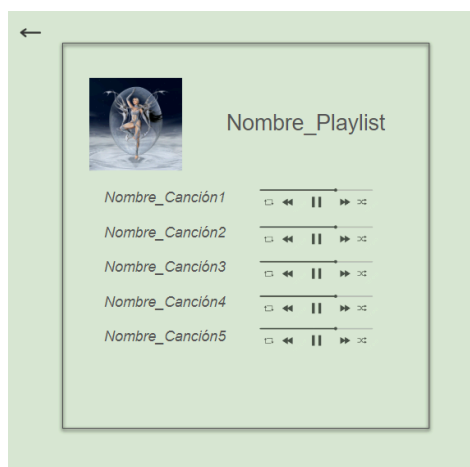 Nombre_Playlist
Nombre_Canción1
Nombre_Canción2
Nombre_Canción3
Nombre_Canción4
Nombre_Canción5